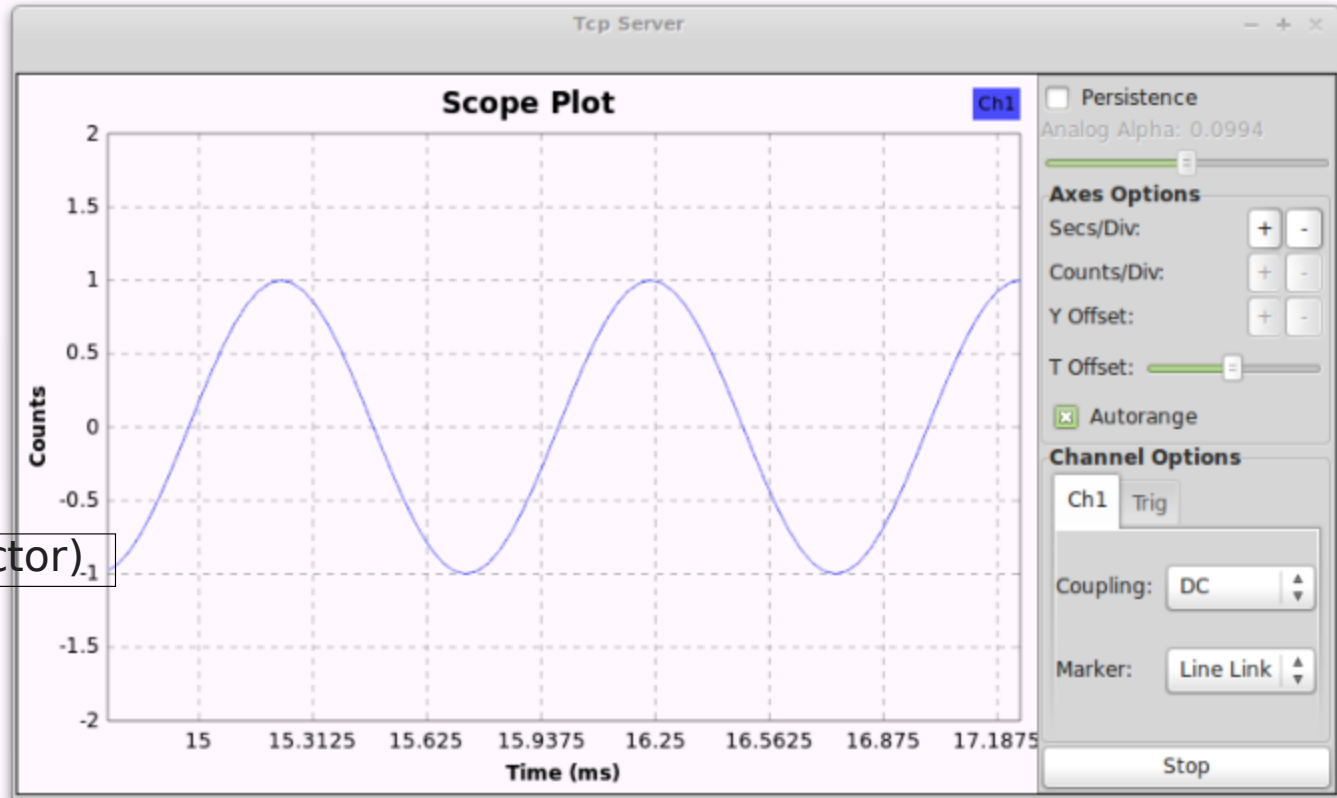 Tcp Server
Scope Plot
Ch1
2
1.5
1
0.5
0
-0.5
-1
-1.5
-2
Counts
15 15.3125 15.625 15.9375 16.25 16.5625 16.875 17.1875
Time (ms)
ctor)
Persistence
Analog Alpha: 0.0994
Axes Options
Secs/Div: + -
Counts/Div: + -
Y Offset: + -
T Offset:
Autorange
Channel Options
Ch1 Trig
Coupling: DC
Marker: Line Link
Stop